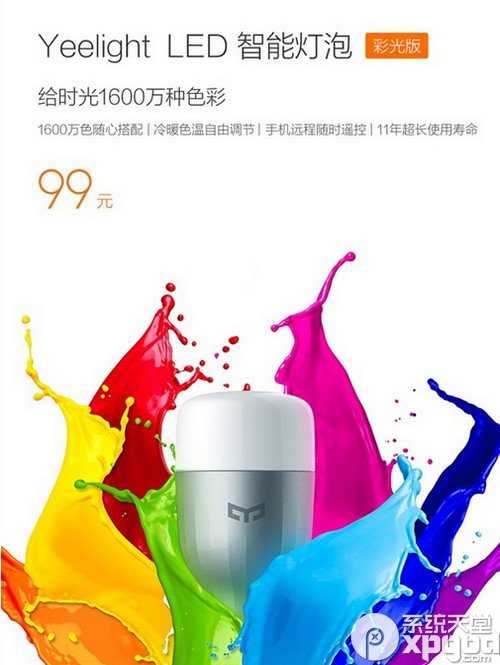 Yeelight LED 智能灯泡 彩光版
给时光1600万种色彩
1600万色随心搭配 | 冷暖色温自由调节 | 手机远程随时遥控 | 11年超长使用寿命
99元
系统天堂
xpgod.com